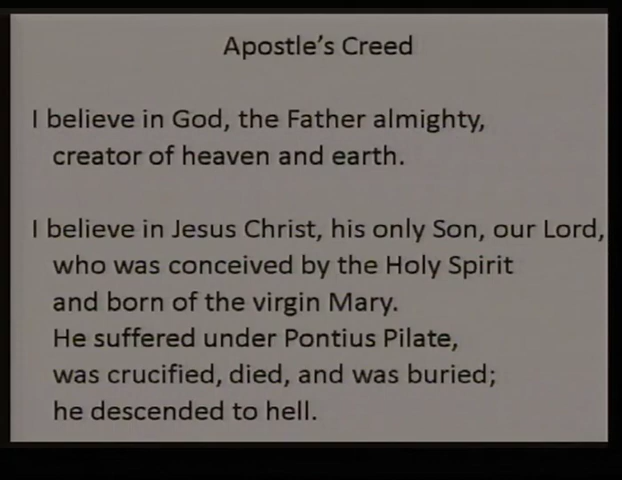 Apostle's Creed
I believe in God, the Father almighty,
creator of heaven and earth.
I believe in Jesus Christ, his only Son, our Lord,
who was conceived by the Holy Spirit
and born of the virgin Mary.
He suffered under Pontius Pilate,
was crucified, died, and was buried;
he descended to hell.